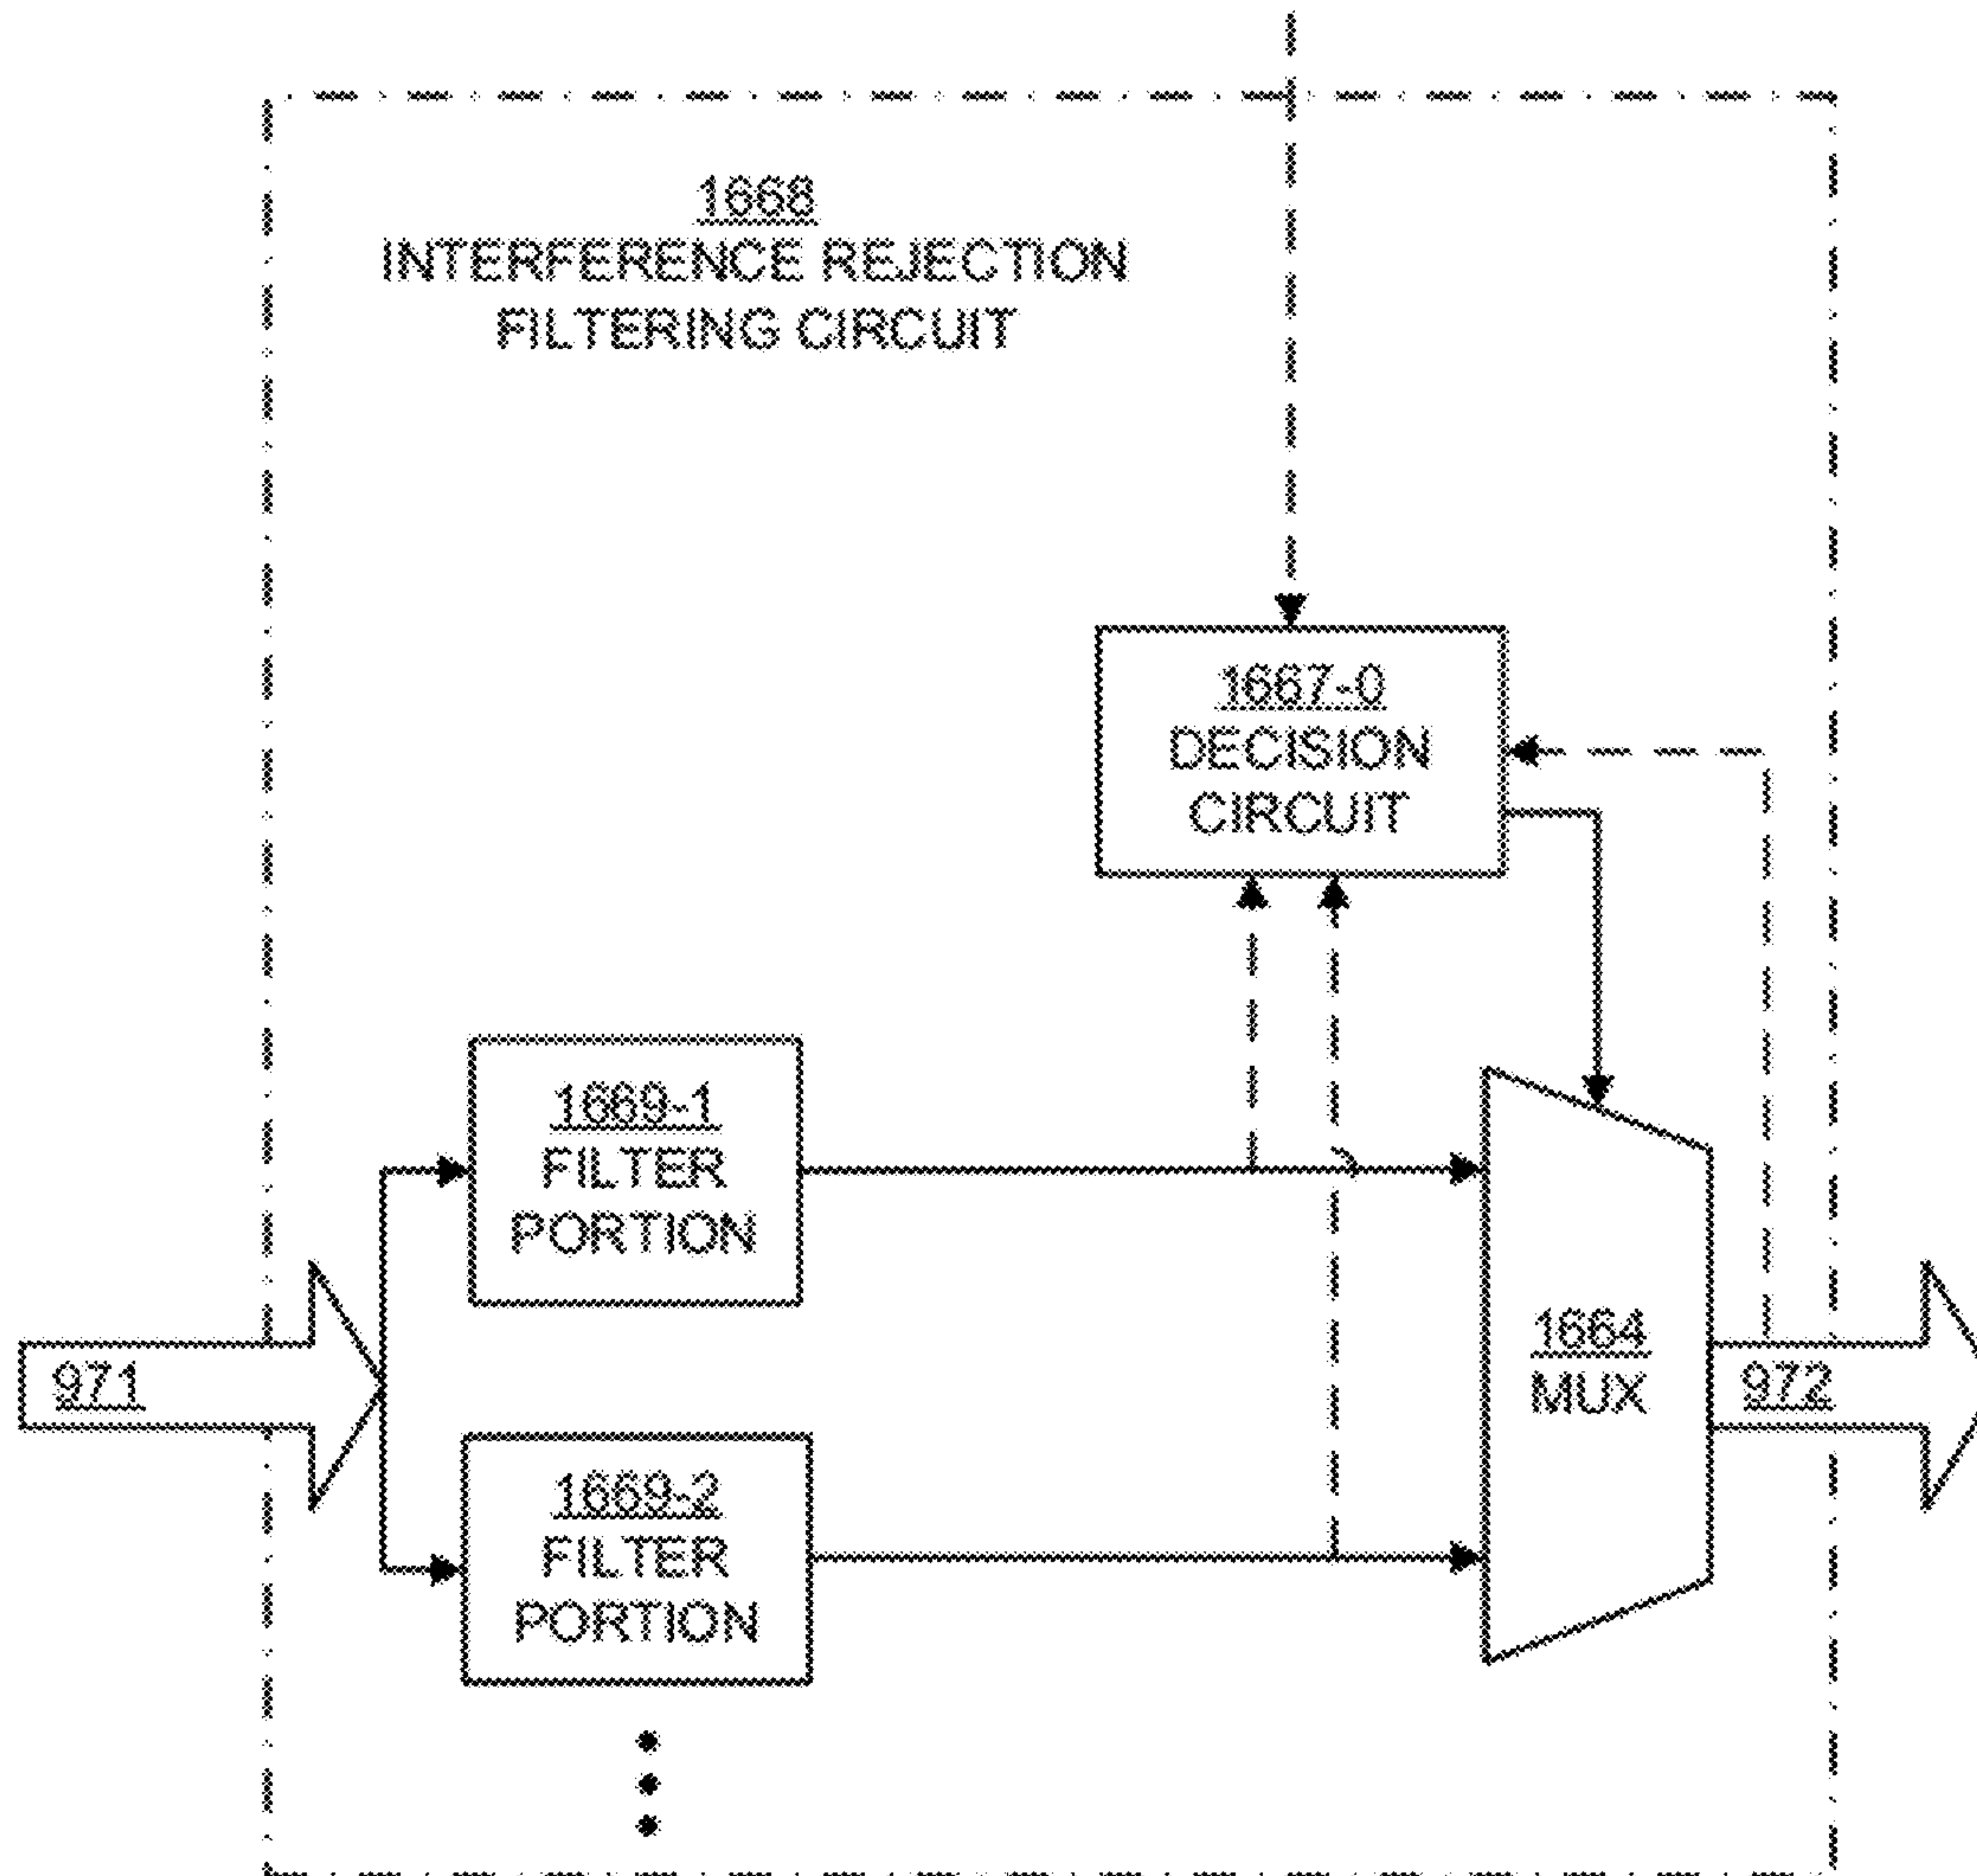 1668
INTERFERENCE REJECTION
FILTERING CIRCUIT
1667-0
DECISION
CIRCUIT
1669-1
FILTER
PORTION
971
1664
MUX
972
1669-2
FILTER
PORTION